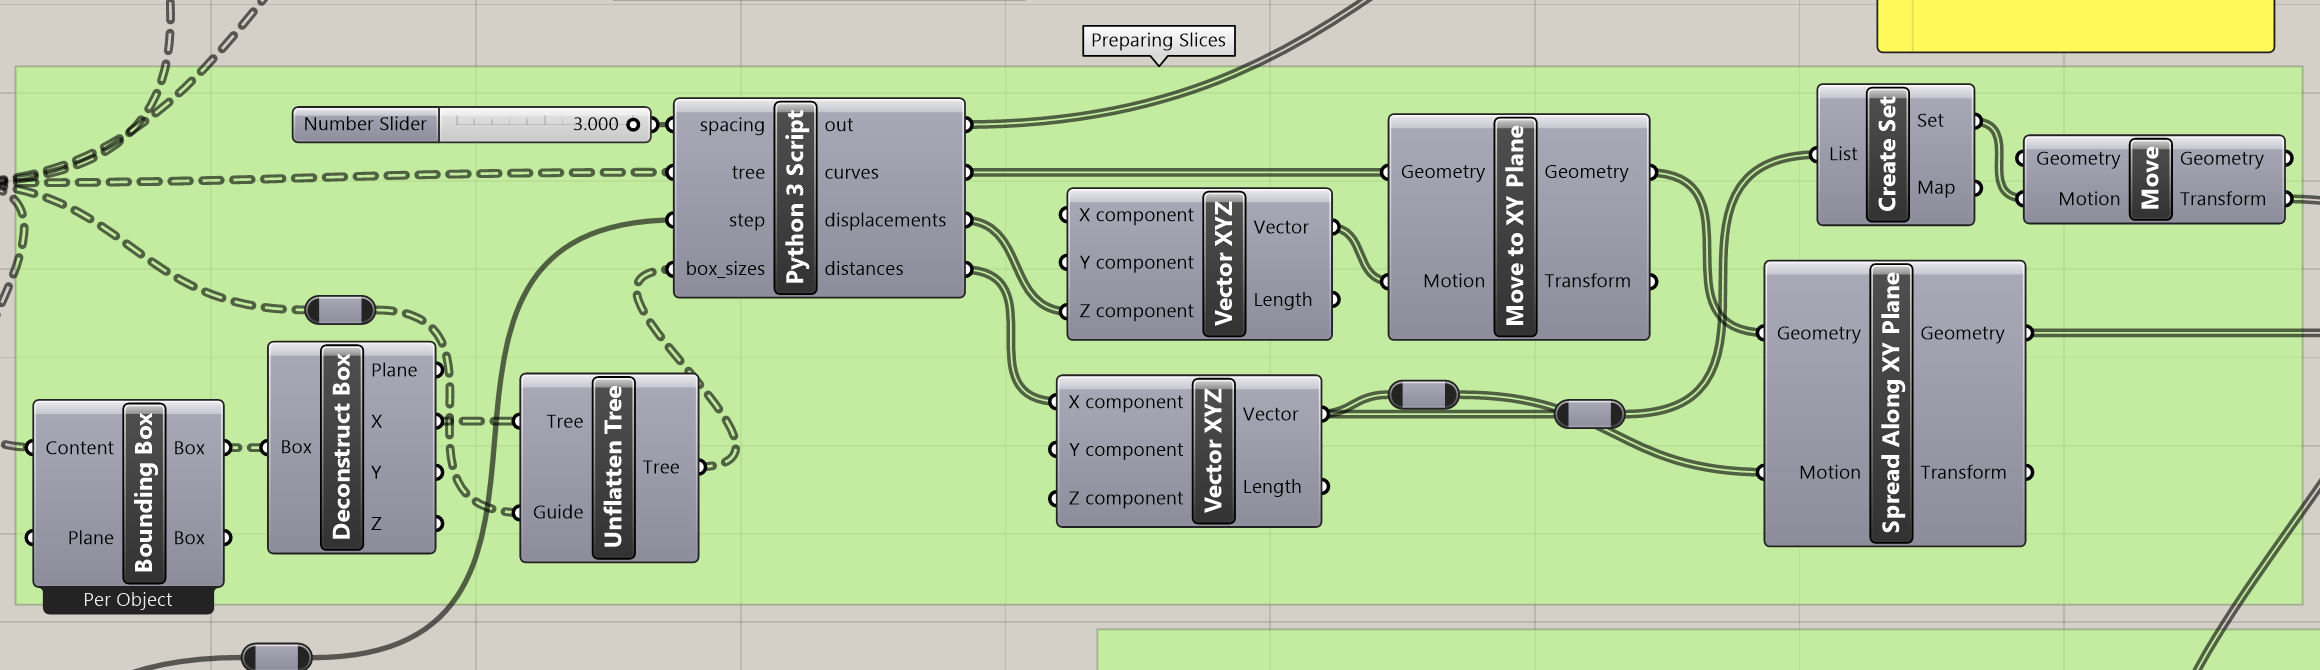 Preparing Slices
Number Slider
3.000
spacing
tree
step
box_sizes
Python 3 Script
out
curves
displacements
distances
X component
Y component
Z component
Vector XYZ
Vector
Length
Geometry
Motion
Move to XY Plane
Geometry
Transform
List
Create Set
Set
Map
Geometry
Motion
Move
Geometry
Transform
Content
Plane
Bounding Box
Box
Box
Per Object
Box
Deconstruct Box
Plane
X
Y
Z
Tree
Guide
Unflatten Tree
Tree
X component
Y component
Z component
Vector XYZ
Vector
Length
Geometry
Motion
Spread Along XY Plane
Geometry
Transform